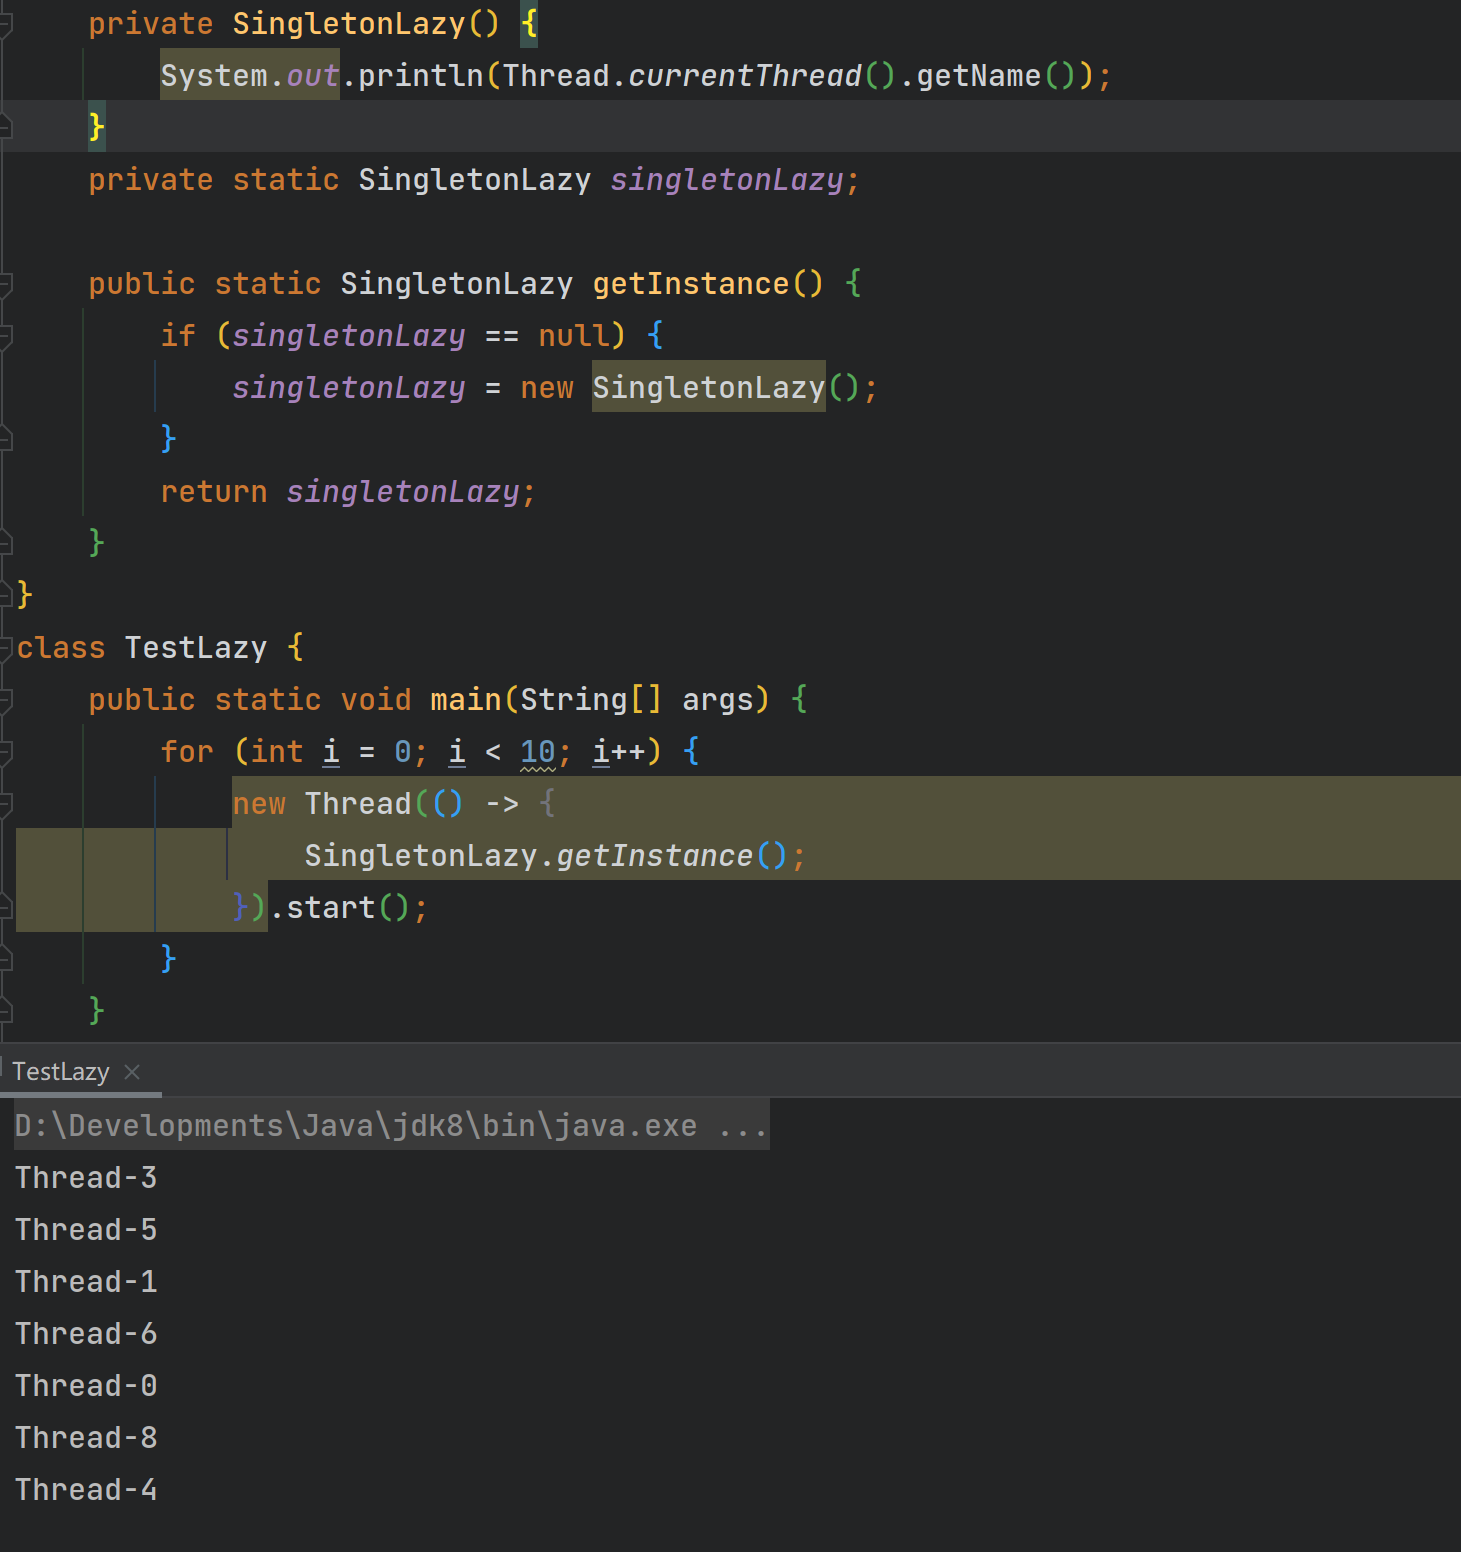 private SingletonLazy() {
System.out.println(Thread.currentThread().getName());
}
private static SingletonLazy singletonLazy;
public static SingletonLazy getInstance() {
if (singletonLazy == null) {
singletonLazy = new SingletonLazy();
}
return singletonLazy;
}
}
class TestLazy {
public static void main(String[] args) {
for (int i = 0; i < 10; i++) {
new Thread(() -> {
SingletonLazy.getInstance();
}).start();
}
}
TestLazy
D:\Developments\Java\jdk8\bin\java.exe ...
Thread-3
Thread-5
Thread-1
Thread-6
Thread-0
Thread-8
Thread-4